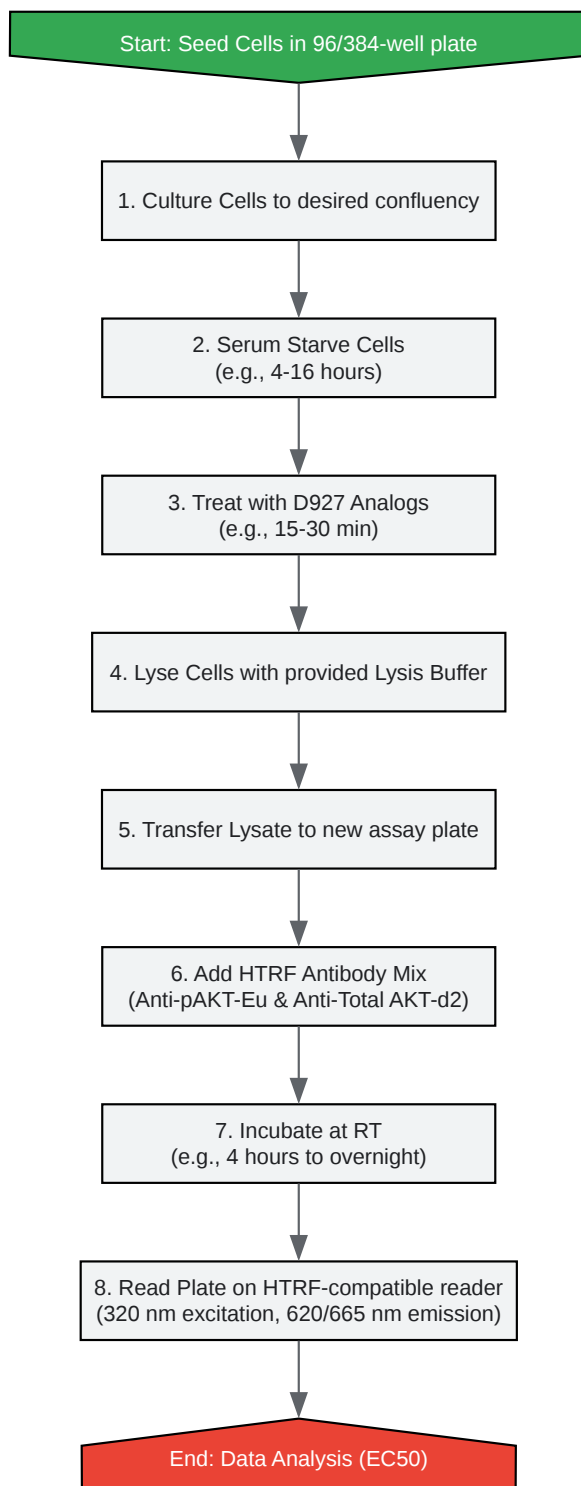 Start: Seed Cells in 96/384-well plate
1. Culture Cells to desired confluency
2. Serum Starve Cells
(e.g., 4-16 hours)
3. Treat with D927 Analogs
(e.g., 15-30 min)
4. Lyse Cells with provided Lysis Buffer
5. Transfer Lysate to new assay plate
6. Add HTRF Antibody Mix
(Anti-pAKT-Eu & Anti-Total AKT-d2)
7. Incubate at RT
(e.g., 4 hours to overnight)
8. Read Plate on HTRF-compatible reader
(320 nm excitation, 620/665 nm emission)
End: Data Analysis (EC50)